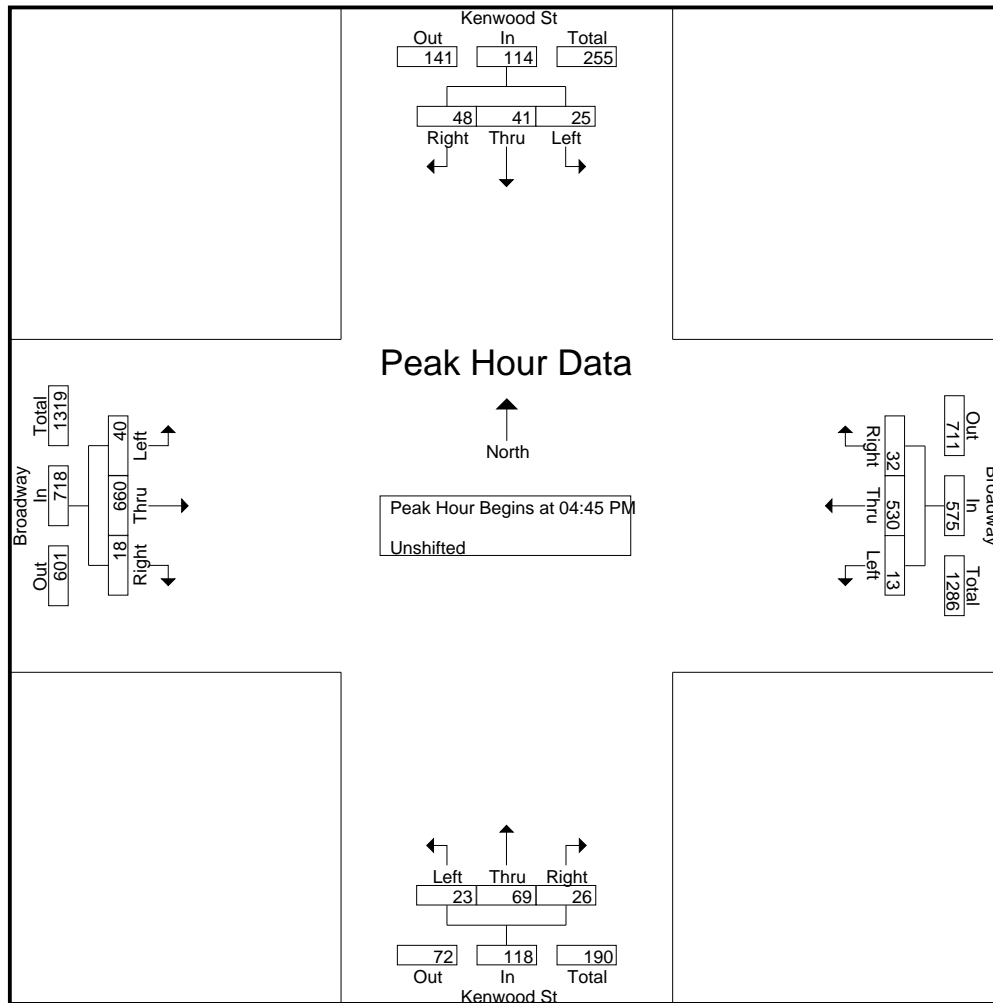 Kenwood St
Out In Total
141 114 255
48 41 25
Right Thru Left
Peak Hour Data
North
Peak Hour Begins at 04:45 PM
Unshifted
Broadway
Total In Out
1319 718 601
40 660 18
Left Thru Right
Broadway
Out In Total
711 575 1286
32 530 13
Right Thru Left
Left Thru Right
23 69 26
72 118 190
Out In Total
Kenwood St